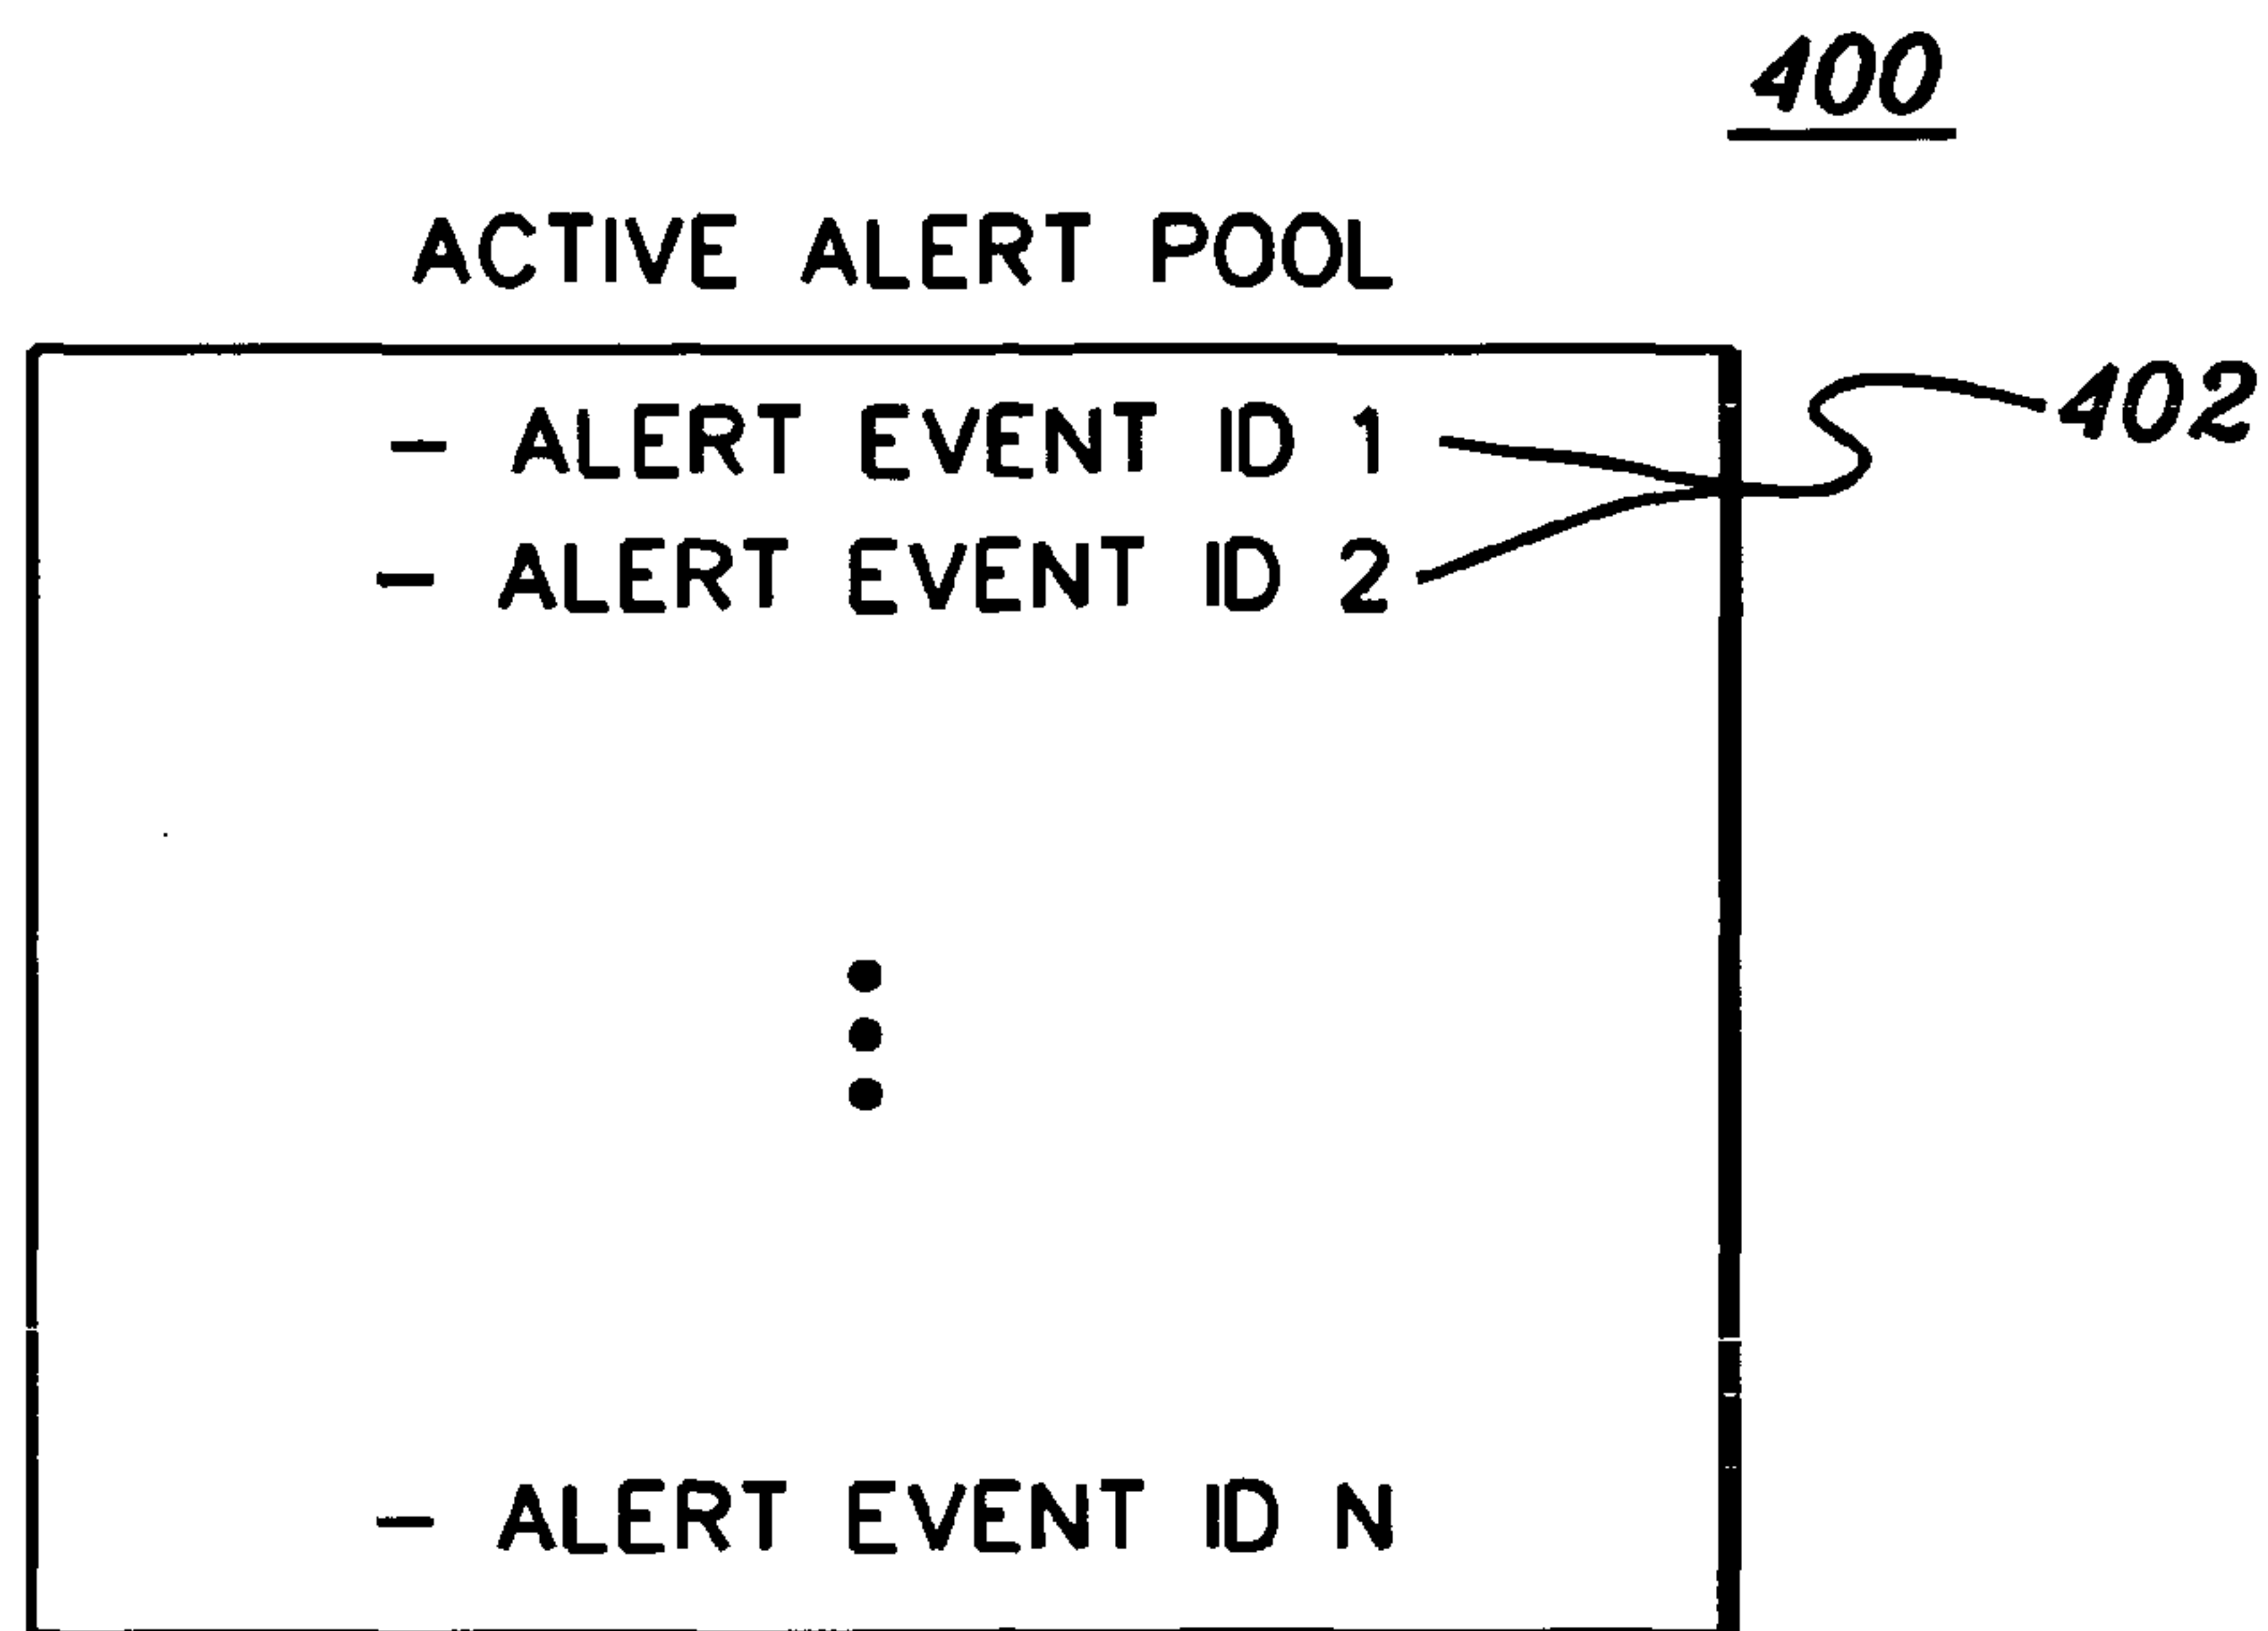 400
ACTIVE ALERT POOL
- ALERT EVENT ID 1
402
- ALERT EVENT ID 2
- ALERT EVENT ID N